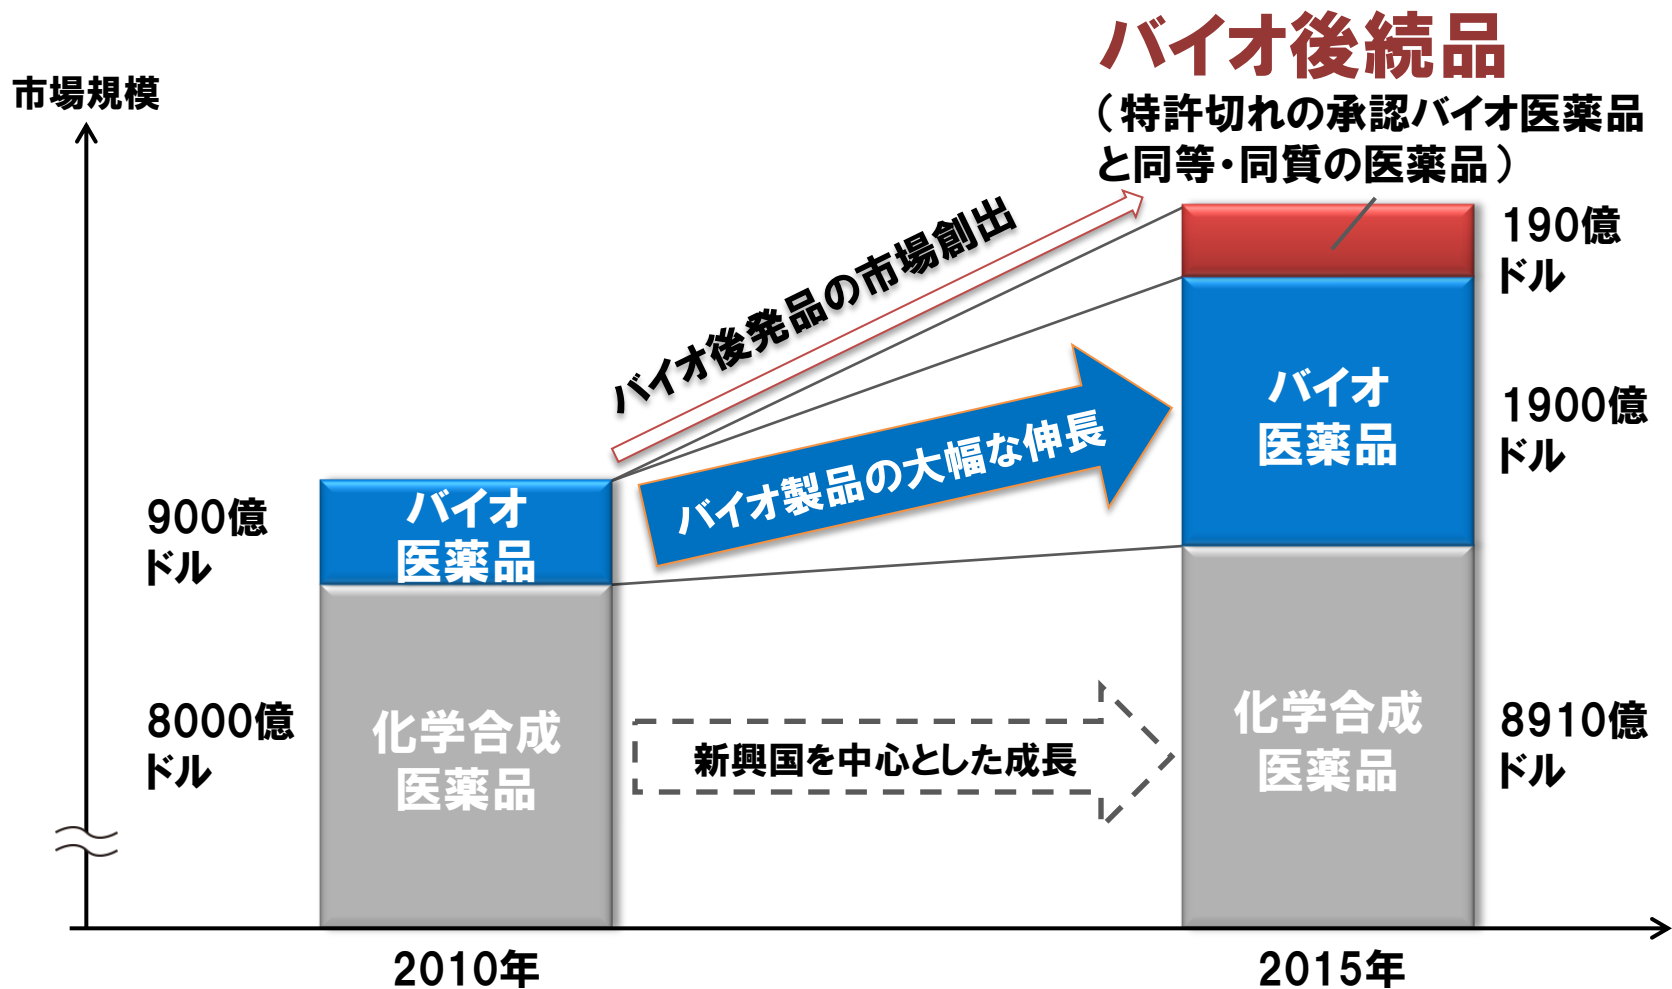 バイオ後続品
（特許切れの承認バイオ医薬品
と同等・同質の医薬品）
市場規模
バイオ後発品の市場創出
190億
ドル
バイオ
医薬品
1900億
ドル
バイオ製品の大幅な伸長
バイオ
医薬品
900億
ドル
化学合成
医薬品
8000億
ドル
新興国を中心とした成長
化学合成
医薬品
8910億
ドル
2010年
2015年